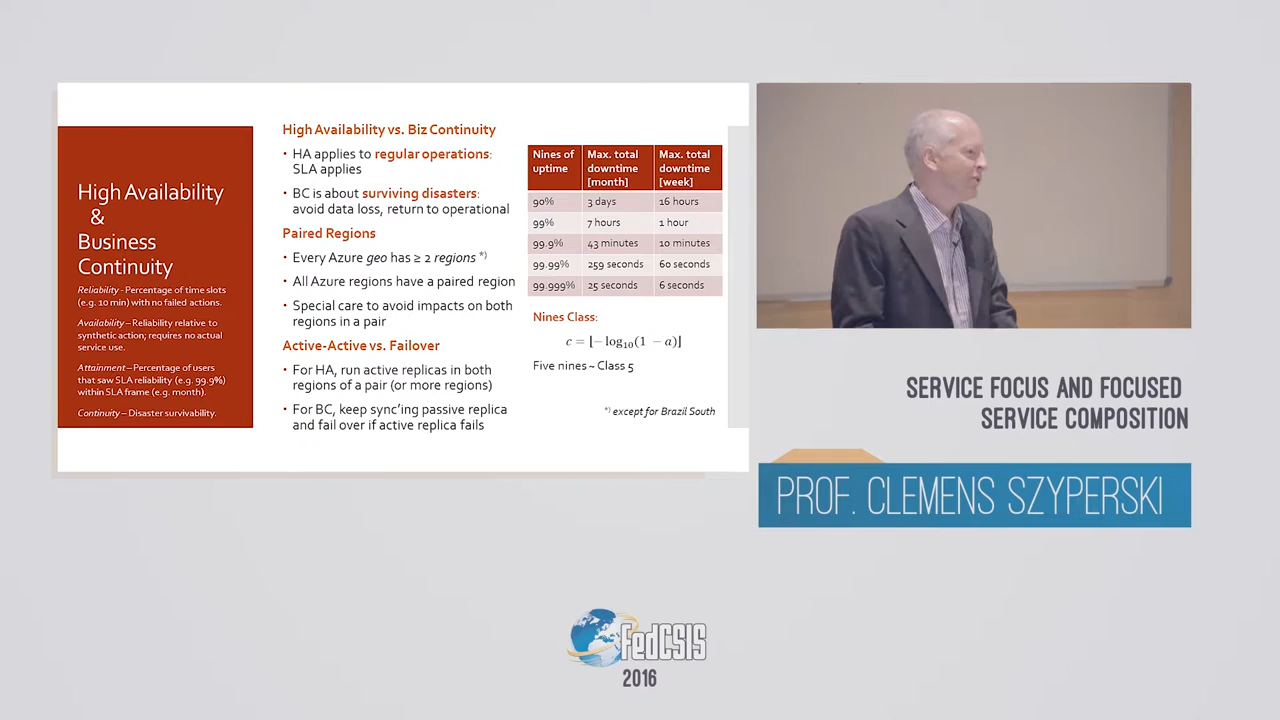 High Availability
&
Business
Continuity
Reliability - Percentage of time slots
(e.g. 10 min) with no failed actions.
Availability – Reliability relative to
synthetic action; requires no actual
service use.
Attainment – Percentage of users
that saw SLA reliability (e.g. 99.9%)
within SLA frame (e.g. month).
Continuity – Disaster survivability.
High Availability vs. Biz Continuity
• HA applies to regular operations:
SLA applies
• BC is about surviving disasters:
avoid data loss, return to operational
Paired Regions
• Every Azure geo has ≥ 2 regions *)
• All Azure regions have a paired region
• Special care to avoid impacts on both
regions in a pair
Active-Active vs. Failover
• For HA, run active replicas in both
regions of a pair (or more regions)
• For BC, keep sync'ing passive replica
and fail over if active replica fails
Nines of uptime Max. total downtime [month] Max. total downtime [week]
90% 3 days 16 hours
99% 7 hours 1 hour
99.9% 43 minutes 10 minutes
99.99% 259 seconds 60 seconds
99.999% 25 seconds 6 seconds
Nines Class:
c = ⌊− log₁₀(1 − a)⌋
Five nines ~ Class 5
*) except for Brazil South
SERVICE FOCUS AND FOCUSED
SERVICE COMPOSITION
PROF. CLEMENS SZYPERSKI
FedCSIS
2016